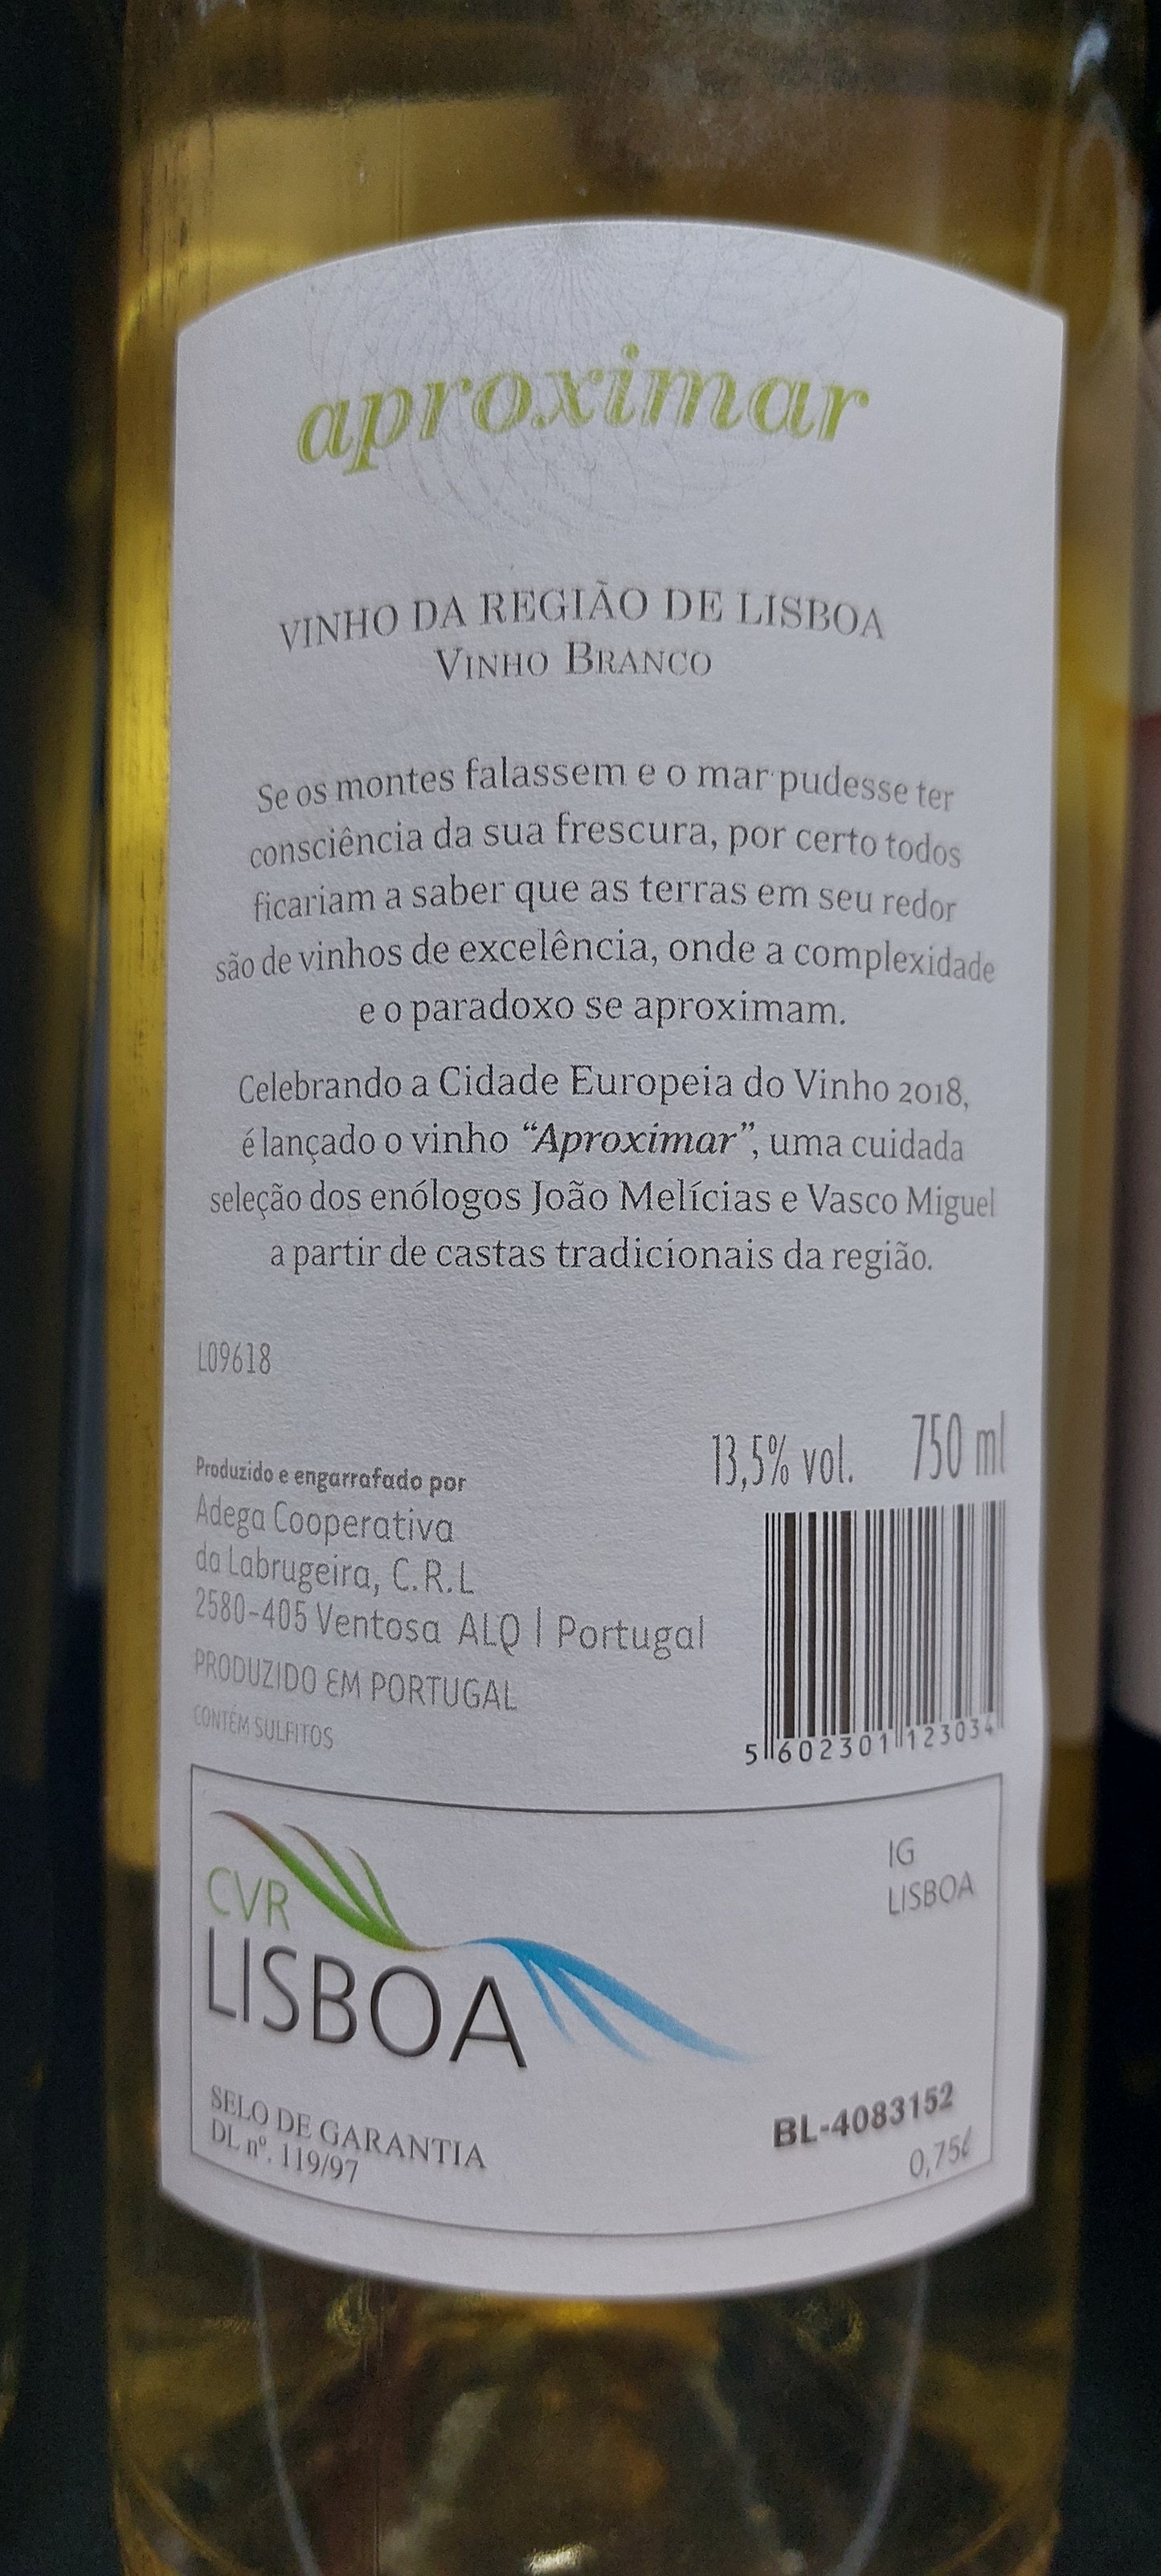 aproximar
VINHO DA REGIÃO DE LISBOA
VINHO BRANCO
Se os montes falassem e o mar pudesse ter
consciência da sua frescura, por certo todos
ficariam a saber que as terras em seu redor
são de vinhos de excelência, onde a complexidade
e o paradoxo se aproximam.
Celebrando a Cidade Europeia do Vinho 2018,
é lançado o vinho “Aproximar”, uma cuidada
seleção dos enólogos João Melícias e Vasco Miguel
a partir de castas tradicionais da região.
L09618
13,5% vol. 750 ml
Produzido e engarrafado por
Adega Cooperativa
da Labrugeira, C.R.L
2580-405 Ventosa ALQ | Portugal
PRODUZIDO EM PORTUGAL
CONTÉM SULFITOS
5 602301 123034
CVR
LISBOA
IG
LISBOA
SELO DE GARANTIA
DL nº. 119/97
BL-4083152
0,75ℓ